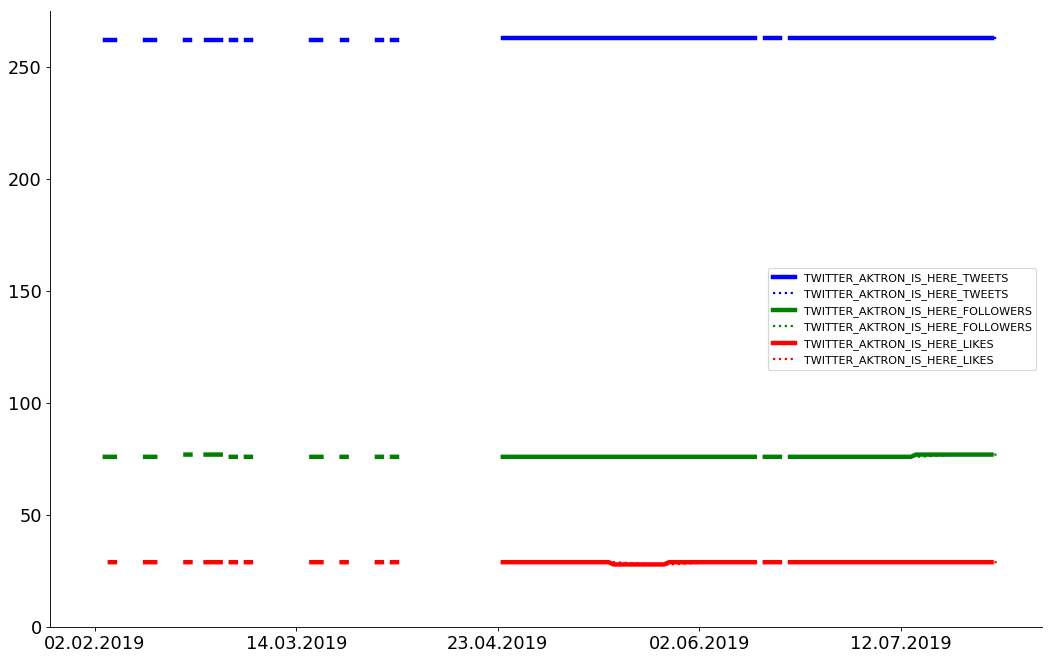 250
200
150
100
50
0
TWITTER_AKTRON_IS_HERE_TWEETS
TWITTER_AKTRON_IS_HERE_TWEETS
TWITTER_AKTRON_IS_HERE_FOLLOWERS
TWITTER_AKTRON_IS_HERE_FOLLOWERS
TWITTER_AKTRON_IS_HERE_LIKES
TWITTER_AKTRON_IS_HERE_LIKES
02.02.2019 14.03.2019 23.04.2019 02.06.2019 12.07.2019